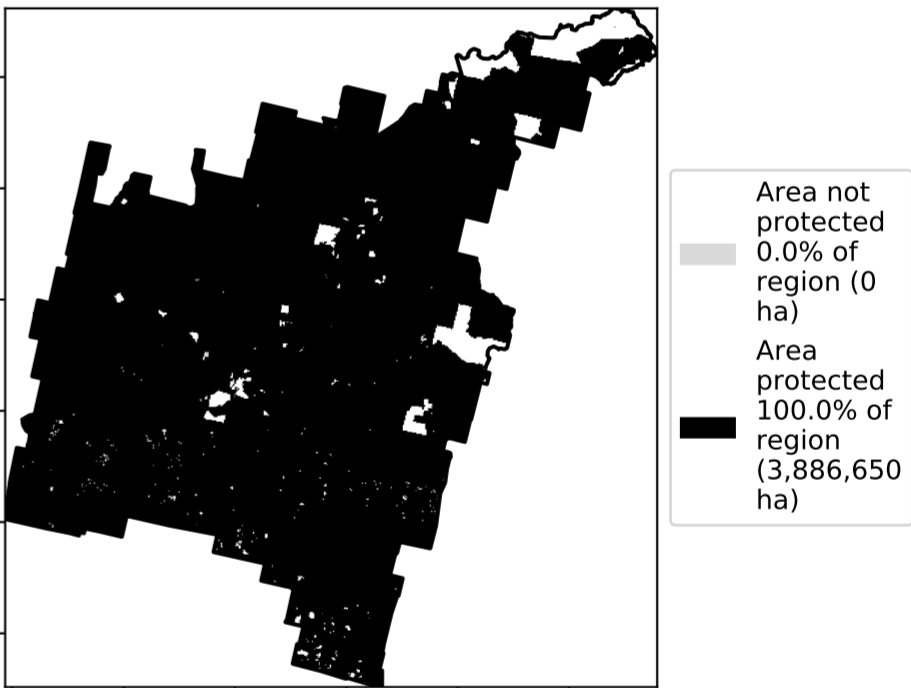 Area not
protected
0.0% of
region (0
ha)
Area
protected
100.0% of
region
(3,886,650
ha)